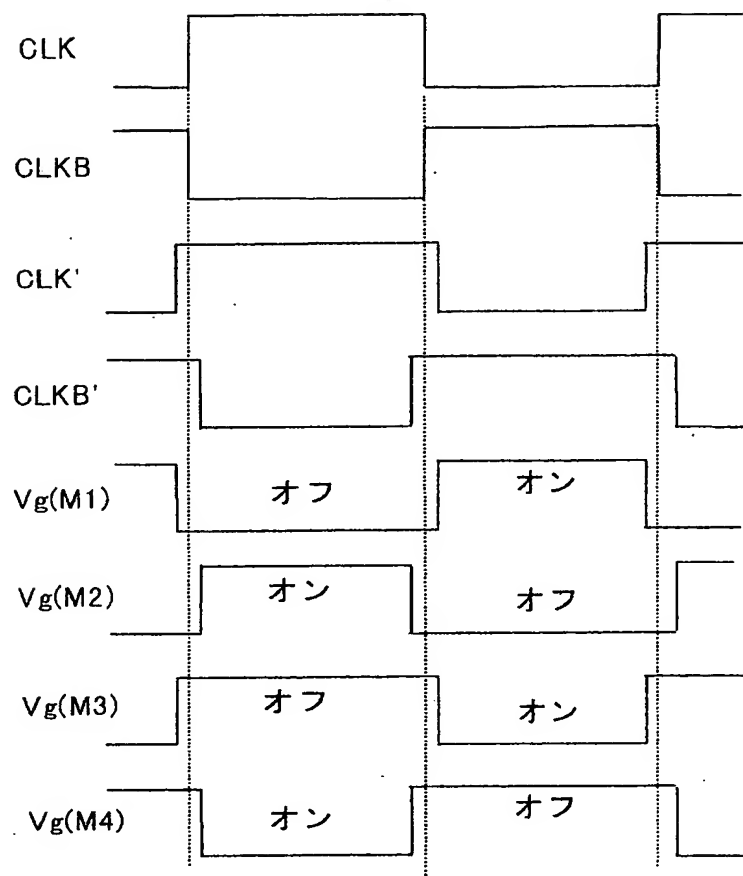 CLK
CLKB
CLK'
CLKB'
Vg(M1)
オフ
オン
Vg(M2)
オン
オフ
Vg(M3)
オフ
オン
Vg(M4)
オン
オフ